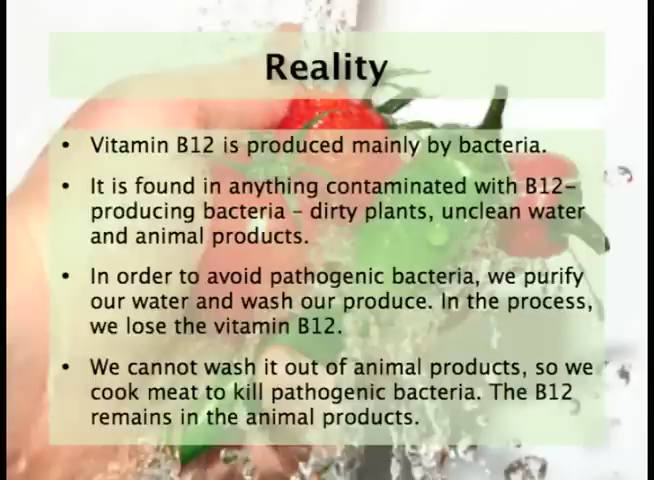 Reality
• Vitamin B12 is produced mainly by bacteria.
• It is found in anything contaminated with B12-
producing bacteria – dirty plants, unclean water
and animal products.
• In order to avoid pathogenic bacteria, we purify
our water and wash our produce. In the process,
we lose the vitamin B12.
• We cannot wash it out of animal products, so we
cook meat to kill pathogenic bacteria. The B12
remains in the animal products.